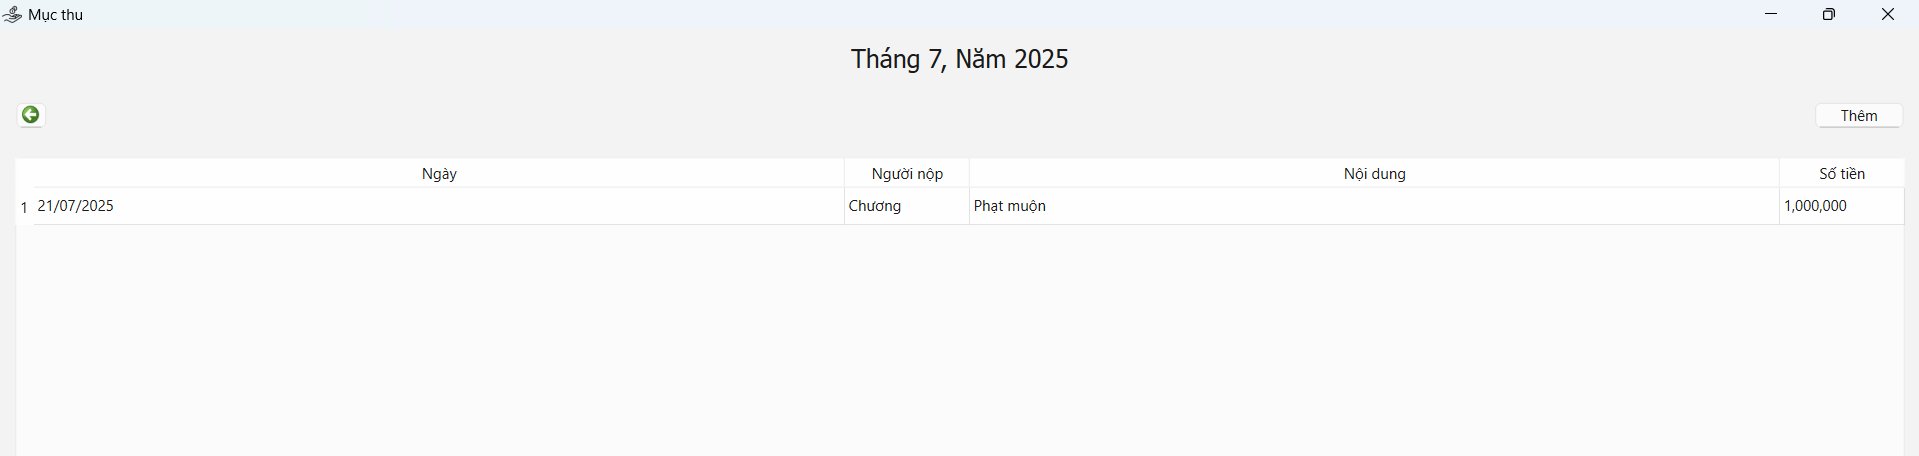 Mục thu
Tháng 7, Năm 2025
Thêm
Ngày Người nộp Nội dung Số tiền
1 21/07/2025 Chương Phạt muộn 1,000,000